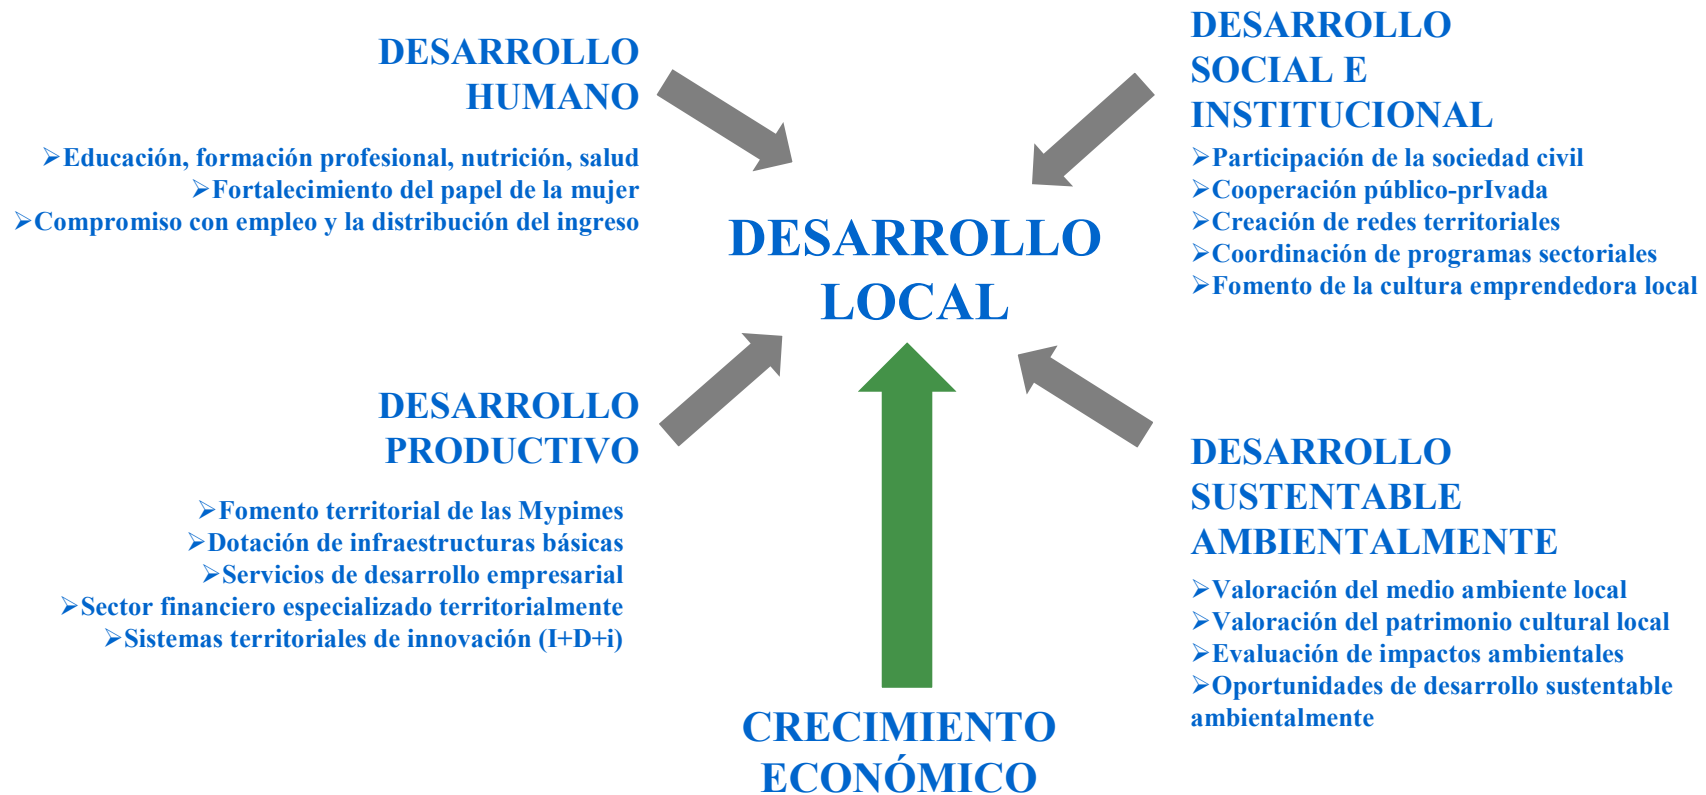 DESARROLLO
HUMANO
➢Educación, formación profesional, nutrición, salud
➢Fortalecimiento del papel de la mujer
➢Compromiso con empleo y la distribución del ingreso
DESARROLLO
SOCIAL E
INSTITUCIONAL
➢Participación de la sociedad civil
➢Cooperación público-prIvada
➢Creación de redes territoriales
➢Coordinación de programas sectoriales
➢Fomento de la cultura emprendedora local
DESARROLLO
LOCAL
DESARROLLO
PRODUCTIVO
➢Fomento territorial de las Mypimes
➢Dotación de infraestructuras básicas
➢Servicios de desarrollo empresarial
➢Sector financiero especializado territorialmente
➢Sistemas territoriales de innovación (I+D+i)
DESARROLLO
SUSTENTABLE
AMBIENTALMENTE
➢Valoración del medio ambiente local
➢Valoración del patrimonio cultural local
➢Evaluación de impactos ambientales
➢Oportunidades de desarrollo sustentable
ambientalmente
CRECIMIENTO
ECONÓMICO